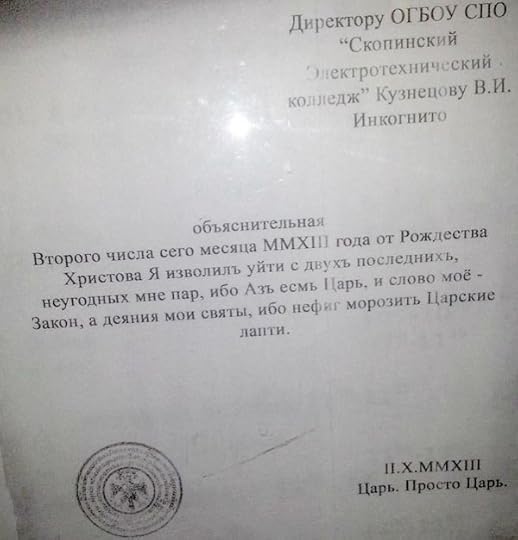 Директору ОГБОУ СПО
“Скопинский
Электротехнический
колледж” Кузнецову В.И.
Инкогнито
объяснительная
Второго числа сего месяца MMXIII года от Рождества
Христова Я изволилъ уйти с двухъ последнихъ,
неугодных мне пар, ибо Азъ есмь Царь, и слово моё -
Закон, а деяния мои святы, ибо нефиг морозить Царские
лапти.
II.X.MMXIII
Царь. Просто Царь.